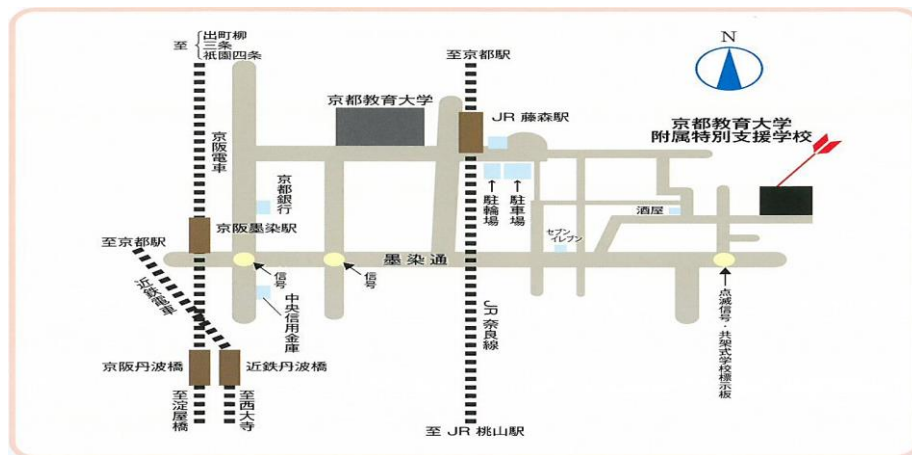 出町柳
至 三条
祇園四条
至京都駅
N
京都教育大学
JR 藤森駅
京都教育大学
附属特別支援学校
京阪電車
京都銀行
駐輪場
駐車場
酒屋
京阪墨染駅
至京都駅
セブン
イレブン
墨染通
信号
信号
近鉄電車
中央信用金庫
JR 奈良線
点滅信号・共架式学校標示板
京阪丹波橋
近鉄丹波橋
至淀屋橋
至西大寺
至 JR 桃山駅